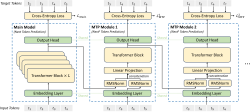 Target Tokens
Cross-Entropy Loss
Cross-Entropy Loss
Cross-Entropy Loss
Main Model
(Next Token Prediction)
MTP Module 1
(Next² Token Prediction)
MTP Module 2
(Next³ Token Prediction)
Output Head
Output Head
Output Head
Transformer Block
Transformer Block
Transformer Block × L
Linear Projection
Linear Projection
concatenation
concatenation
RMSNorm
RMSNorm
RMSNorm
RMSNorm
Embedding Layer
Embedding Layer
Embedding Layer
Input Tokens